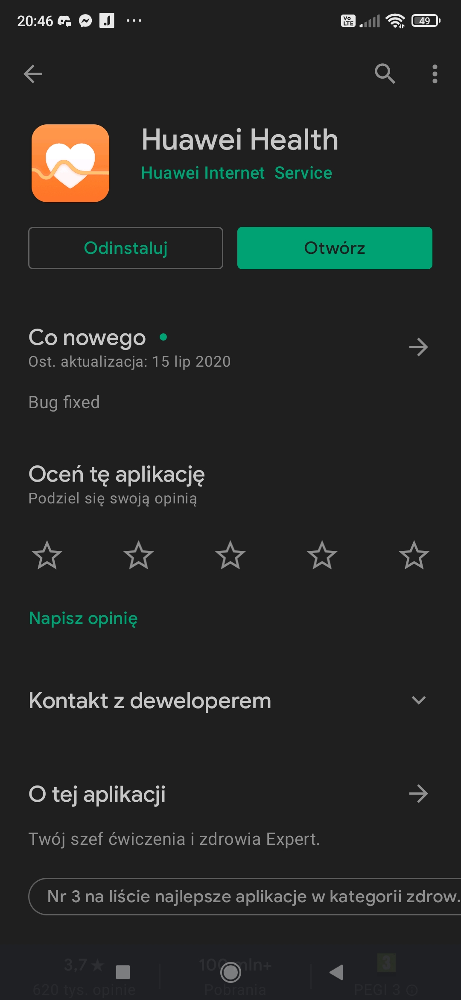 20:46
Vo LTE
49
Huawei Health
Huawei Internet Service
Odinstaluj
Otwórz
Co nowego
Ost. aktualizacja: 15 lip 2020
Bug fixed
Oceń tę aplikację
Podziel się swoją opinią
Napisz opinię
Kontakt z deweloperem
O tej aplikacji
Twój szef ćwiczenia i zdrowia Expert.
Nr 3 na liście najlepsze aplikacje w kategorii zdrow.
3,7★ 100 mln+ 3
620 tys. opinie Pobrania PEGI 3